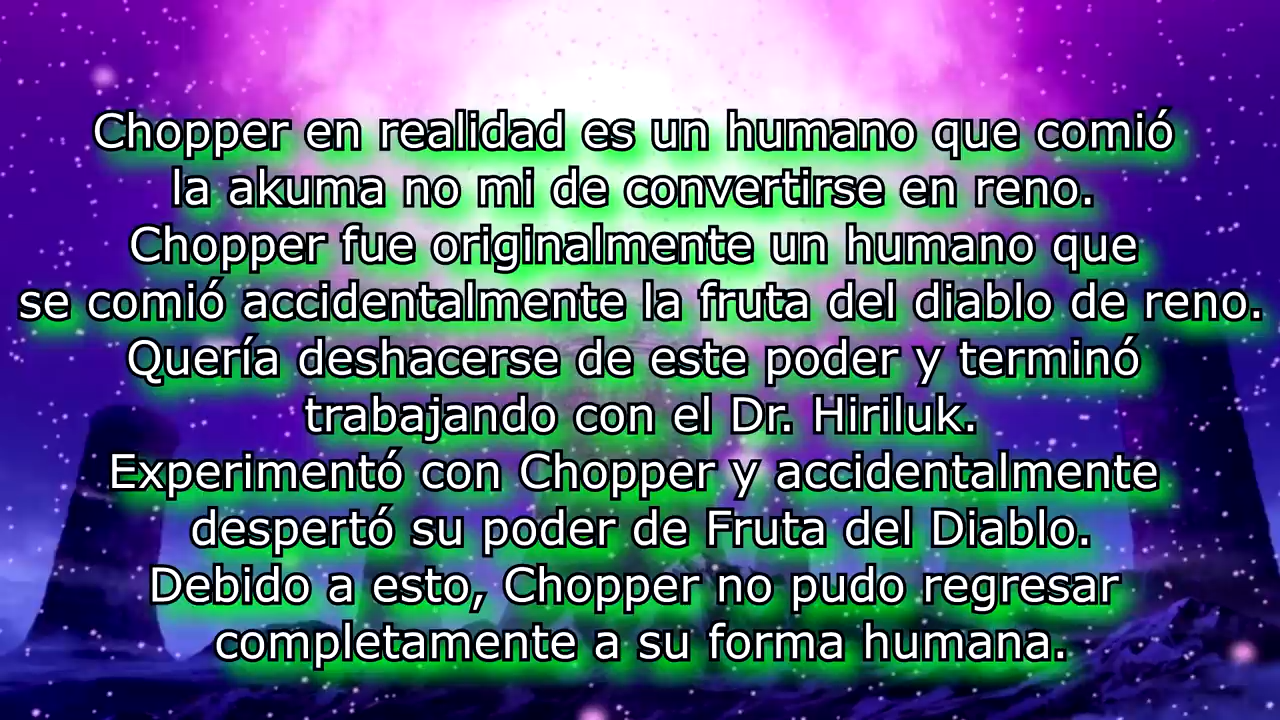 Chopper en realidad es un humano que comió
la akuma no mi de convertirse en reno.
Chopper fue originalmente un humano que
se comió accidentalmente la fruta del diablo de reno.
Quería deshacerse de este poder y terminó
trabajando con el Dr. Hiriluk.
Experimentó con Chopper y accidentalmente
despertó su poder de Fruta del Diablo.
Debido a esto, Chopper no pudo regresar
completamente a su forma humana.